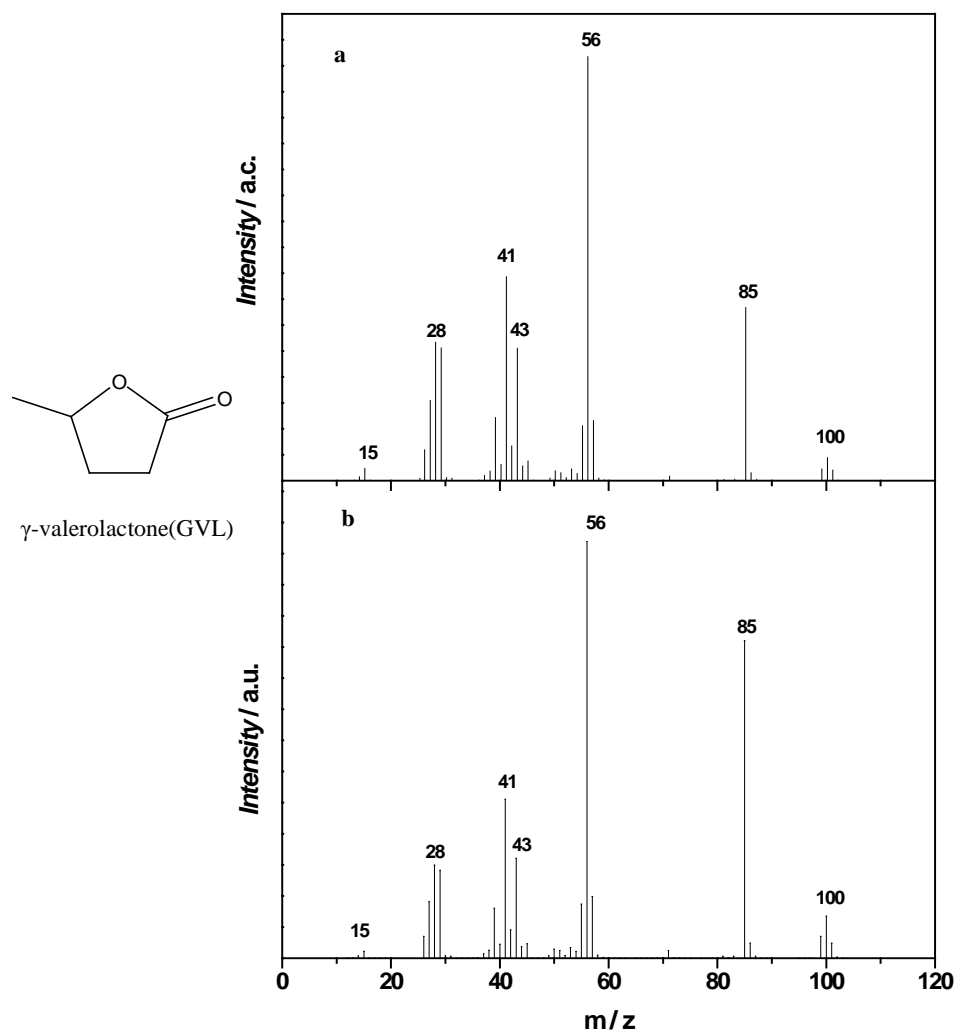 a
56
41
28
43
85
15
100
Intensity / a.c.
O
O
γ-valerolactone(GVL)
b
56
85
41
28
43
15
100
Intensity / a.u.
0
20
40
60
80
100
120
m / z